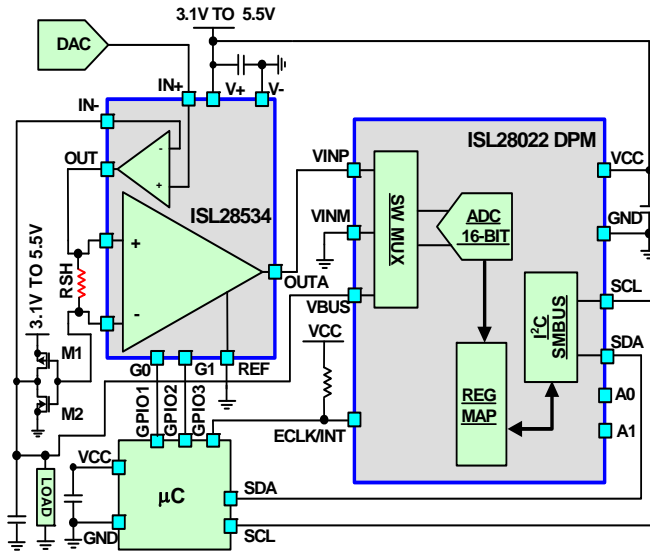 3.1V TO 5.5V
DAC
IN+
V+
V-
IN-
OUT
-
+
ISL28534
+
-
RSH
3.1V TO 5.5V
M1
M2
OUTA
G0
G1
REF
GPIO1
GPIO2
GPIO3
ISL28022 DPM
VINP
VINM
VBUS
SW MUX
ADC
16-BIT
VCC
GND
SCL
SDA
A0
A1
I2C
SMBUS
REG
MAP
VCC
ECLK/INT
VCC
LOAD
GND
µC
SDA
SCL